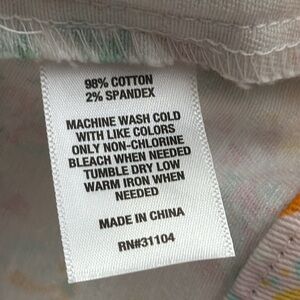 98% COTTON
2% SPANDEX
MACHINE WASH COLD
WITH LIKE COLORS
ONLY NON-CHLORINE
BLEACH WHEN NEEDED
TUMBLE DRY LOW
WARM IRON WHEN
NEEDED
MADE IN CHINA
RN#31104